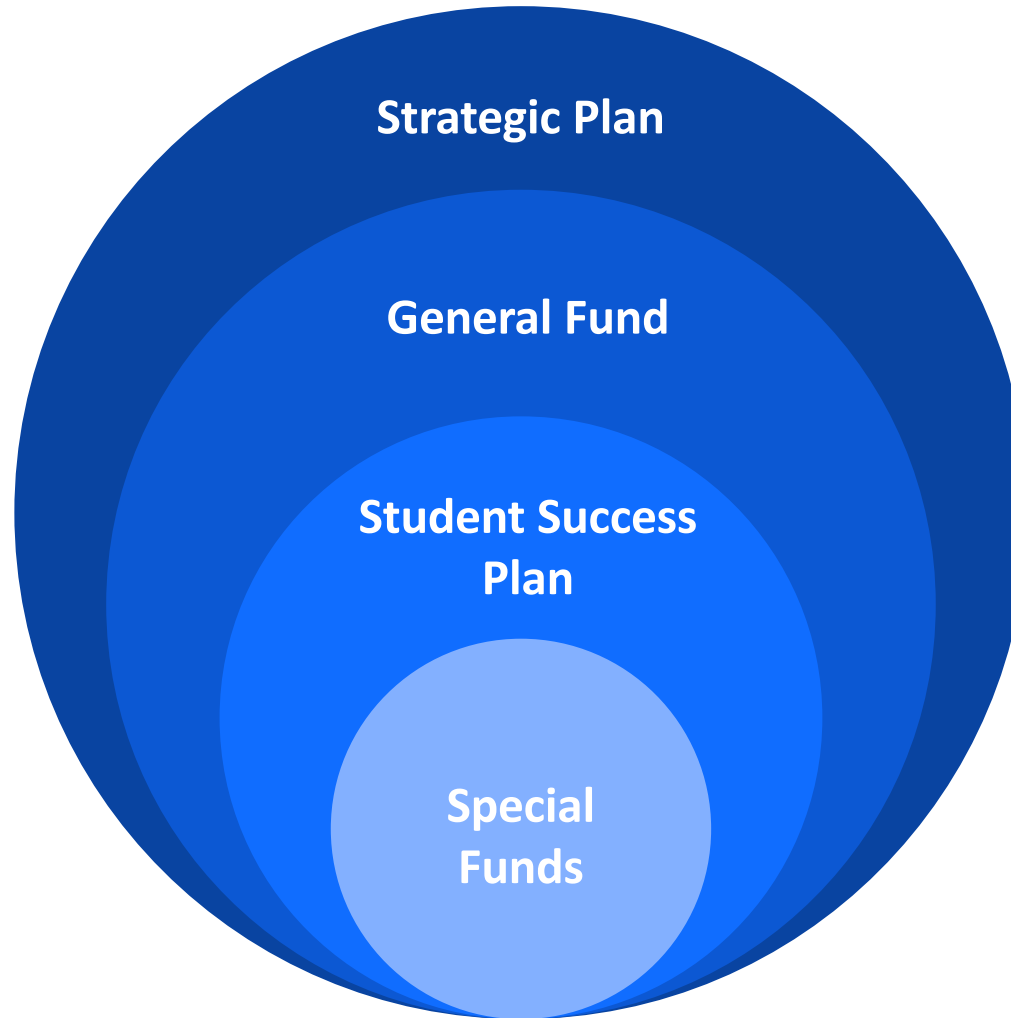 Strategic Plan
General Fund
Student Success
Plan
Special
Funds